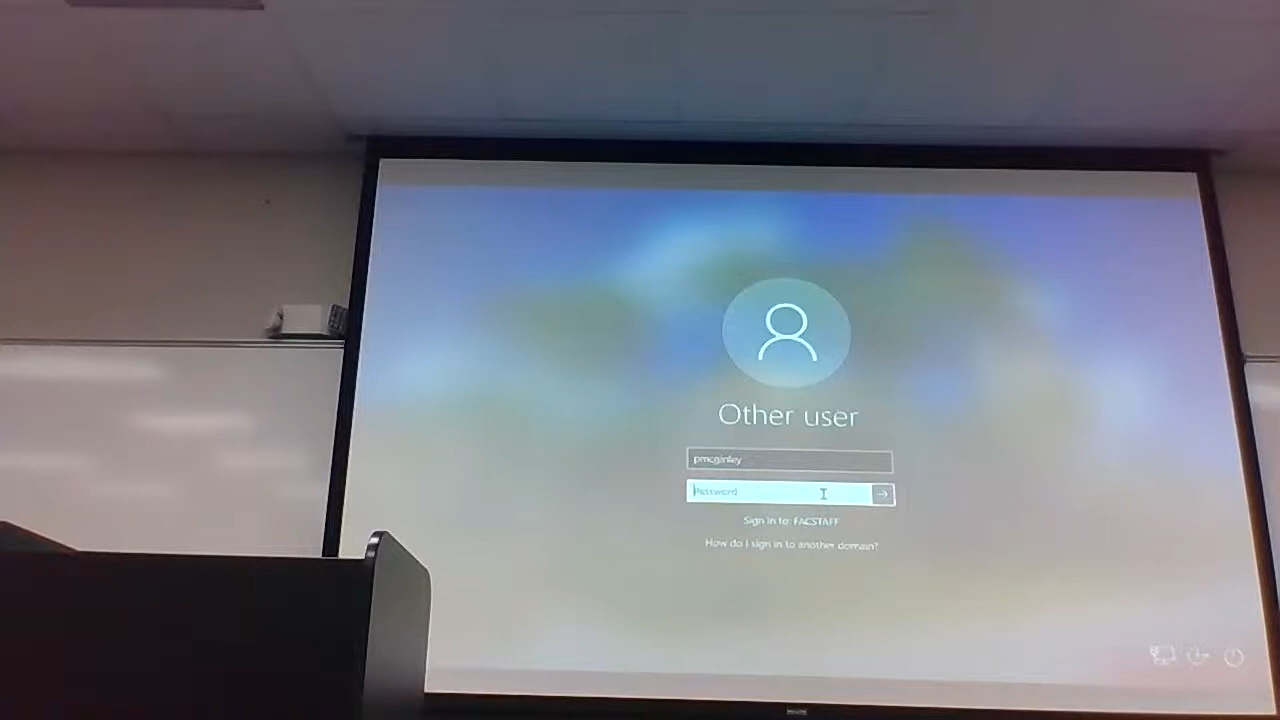 Other user
pmcginley
Password
Sign in to: FACSTAFF
How do I sign in to another domain?